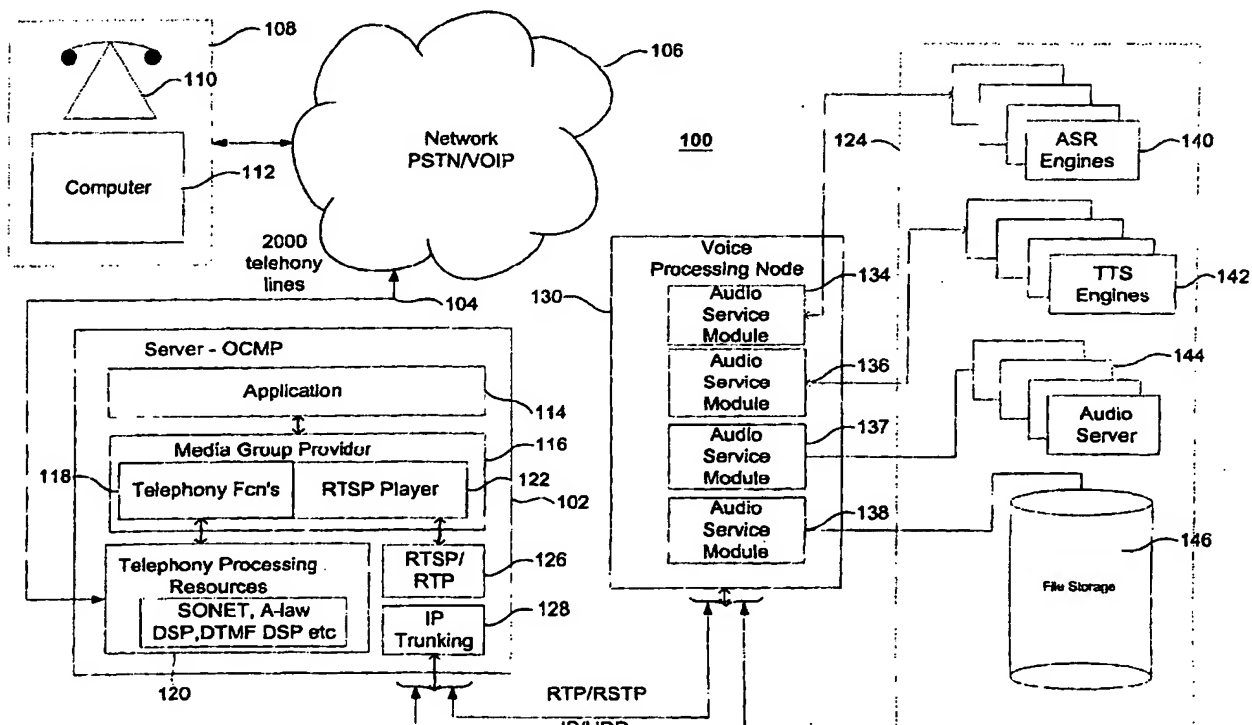 108
110
Computer
112
Network
PSTN/VOIP
106
100
2000
telehony
lines
104
Server - OCMP
Application
114
Media Group Provider
116
118
Telephony Fcn's
RTSP Player
122
102
Telephony Processing
Resources
SONET, A-law
DSP,DTMF DSP etc
120
RTSP/
RTP
126
IP
Trunking
128
RTP/RSTP
130
Voice
Processing Node
134
Audio
Service
Module
Audio
Service
Module
136
Audio
Service
Module
137
Audio
Service
Module
138
124
ASR
Engines
140
TTS
Engines
142
144
Audio
Server
146
File Storage